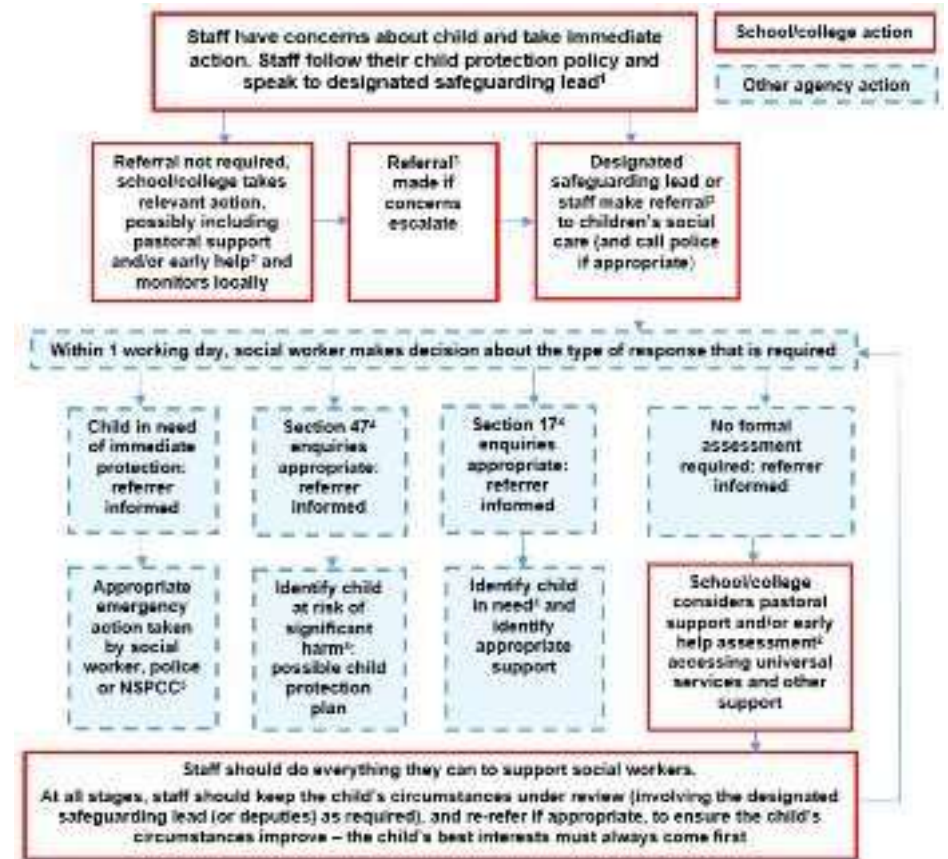 Staff have concerns about child and take immediate
action. Staff follow their child protection policy and
speak to designated safeguarding lead¹
School/college action
Other agency action
Referral not required,
school/college takes
relevant action,
possibly including
pastoral support
and/or early help² and
monitors locally
Referral³
made if
concerns
escalate
Designated
safeguarding lead or
staff make referral³
to children's social
care (and call police
if appropriate)
Within 1 working day, social worker makes decision about the type of response that is required
Child in need
of immediate
protection:
referrer
informed
Section 47⁴
enquiries
appropriate:
referrer
informed
Section 17⁴
enquiries
appropriate:
referrer
informed
No formal
assessment
required: referrer
informed
Appropriate
emergency
action taken
by social
worker, police
or NSPCC⁵
Identify child
at risk of
significant
harm⁴:
possible child
protection
plan
Identify child
in need⁴ and
identify
appropriate
support
School/college
considers pastoral
support and/or early
help assessment²
accessing universal
services and other
support
Staff should do everything they can to support social workers.
At all stages, staff should keep the child's circumstances under review (involving the designated
safeguarding lead (or deputies) as required), and re-refer if appropriate, to ensure the child's
circumstances improve – the child's best interests must always come first